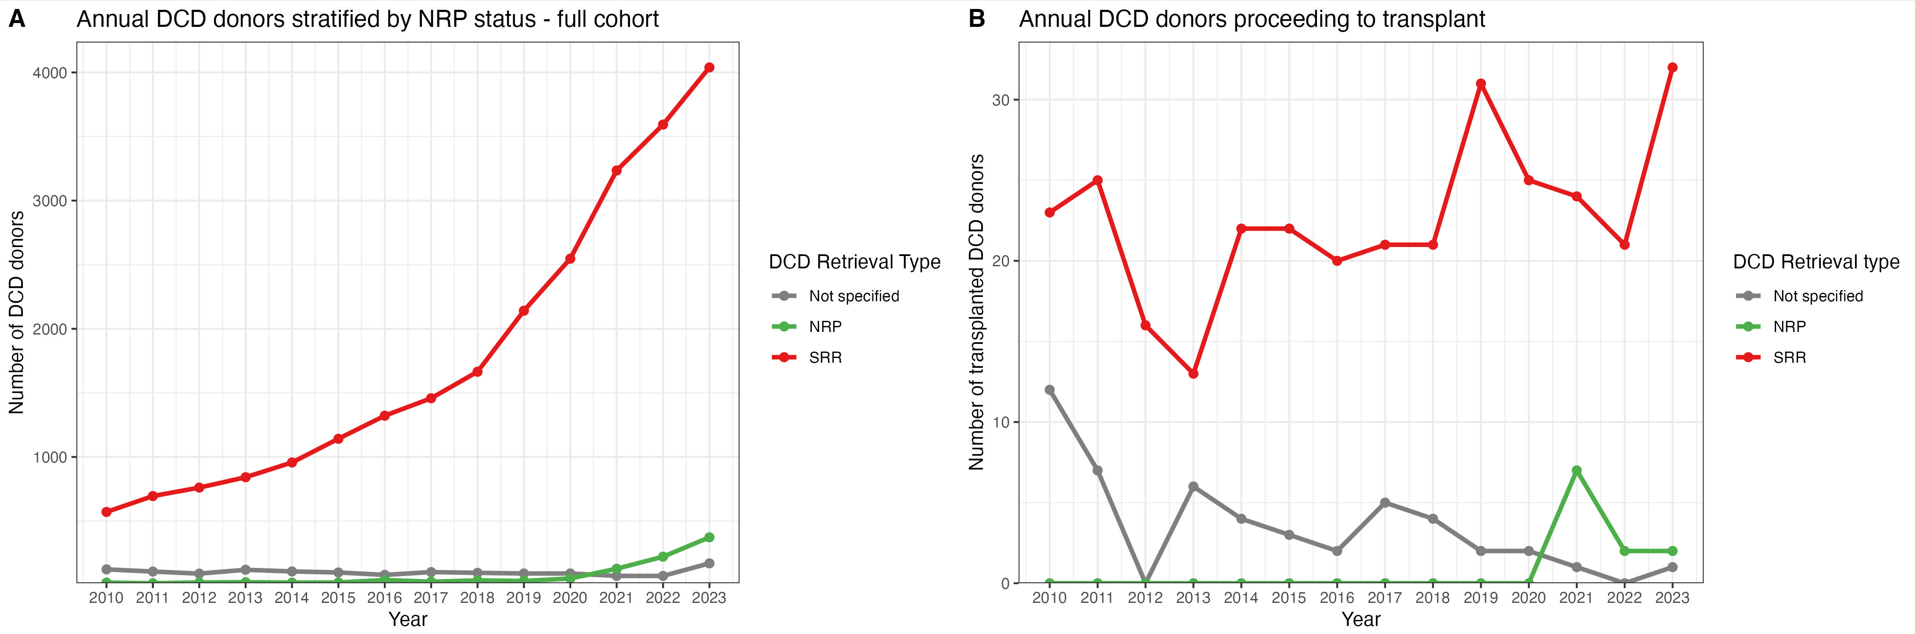 A
Annual DCD donors stratified by NRP status - full cohort
Number of DCD donors
4000
3000
2000
1000
2010 2011 2012 2013 2014 2015 2016 2017 2018 2019 2020 2021 2022 2023
Year
DCD Retrieval Type
Not specified
NRP
SRR
B
Annual DCD donors proceeding to transplant
Number of transplanted DCD donors
30
20
10
0
2010 2011 2012 2013 2014 2015 2016 2017 2018 2019 2020 2021 2022 2023
Year
DCD Retrieval type
Not specified
NRP
SRR